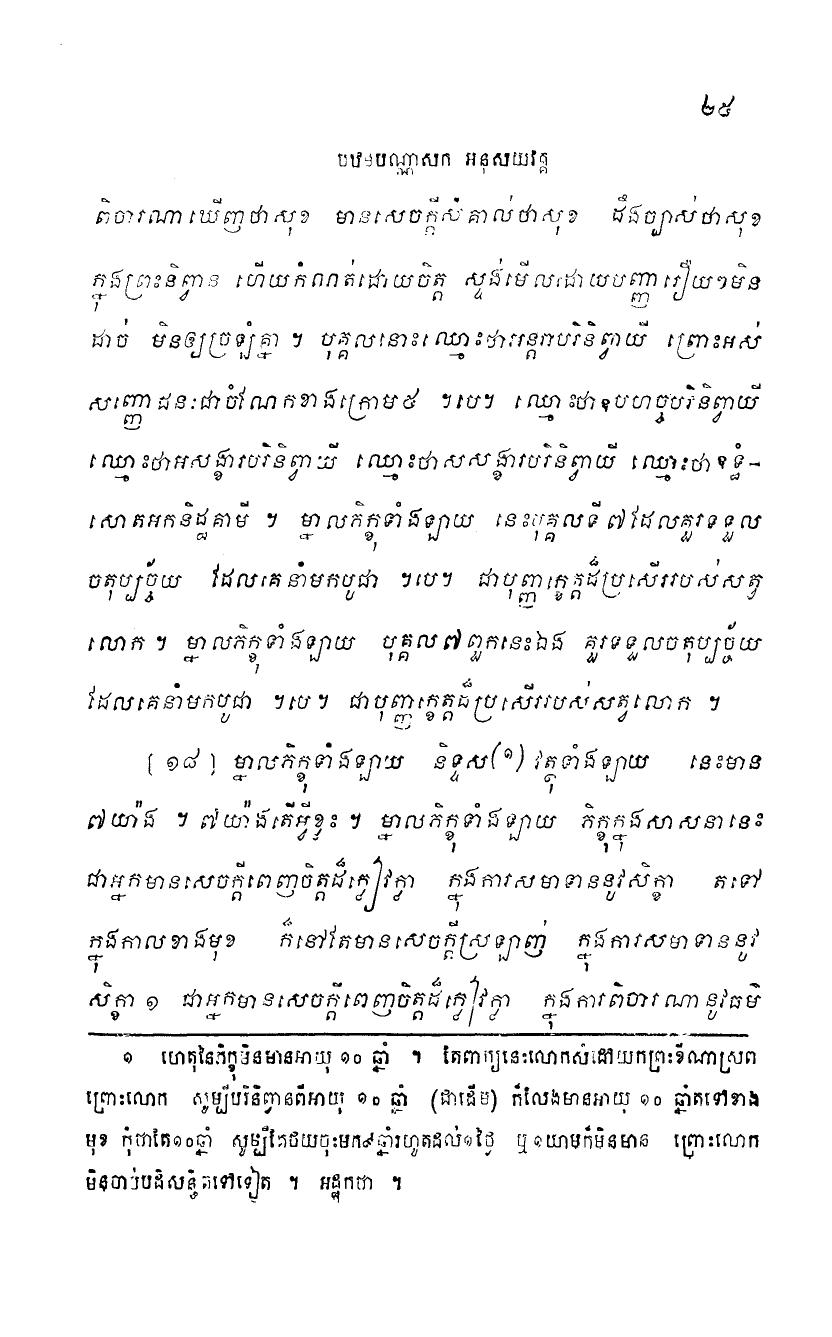 ២៥
បឋមបណ្ណាសក អនុសយវគ្គ
ពិចារណាឃើញថាសុខ មានសេចក្តីសំគាល់ថាសុខ ដឹងច្បាស់ថាសុខ
ក្នុងព្រះនិព្វាន ហើយកំណត់ដោយចិត្ត ស្ទង់មើលដោយបញ្ញារឿយៗមិន
ដាច់ មិនឲ្យច្រឡំគ្នា ។ បុគ្គលនោះឈ្មោះថាអន្តរាបរិនិព្វាយី ព្រោះអស់
សញ្ញោជនៈជាចំណែកខាងក្រោម៥ ។បេ។ ឈ្មោះថាឧបហច្ចបរិនិព្វាយី
ឈ្មោះថាអសង្ខារបរិនិព្វាយី ឈ្មោះថាសសង្ខារបរិនិព្វាយី ឈ្មោះថាឧទ្ធំ-
សោតអកនិដ្ឋគាមី ។ ម្នាលភិក្ខុទាំងឡាយ នេះបុគ្គលទី៧ដែលគួរទទួល
ចតុប្បច្ច័យ ដែលគេនាំមកបូជា ។បេ។ ជាបុញ្ញក្ខេត្តដ៏ប្រសើររបស់សត្វ
លោក ។ ម្នាលភិក្ខុទាំងឡាយ បុគ្គល៧ពួកនេះឯង គួរទទួលចតុប្បច្ច័យ
ដែលគេនាំមកបូជា ។បេ។ ជាបុញ្ញក្ខេត្តដ៏ប្រសើររបស់សត្វលោក ។
[១៨] ម្នាលភិក្ខុទាំងឡាយ និទ្ទស(១)វត្ថុទាំងឡាយ នេះមាន
៧យ៉ាង ។ ៧យ៉ាងតើអ្វីខ្លះ ។ ម្នាលភិក្ខុទាំងឡាយ ភិក្ខុក្នុងសាសនានេះ
ជាអ្នកមានសេចក្តីពេញចិត្តដ៏ក្លៀវក្លា ក្នុងការសមាទាននូវសិក្ខា តទៅ
ក្នុងកាលខាងមុខ ក៏នៅតែមានសេចក្តីស្រឡាញ់ ក្នុងការសមាទាននូវ
សិក្ខា ១ ជាអ្នកមានសេចក្តីពេញចិត្តដ៏ក្លៀវក្លា ក្នុងការពិចារណានូវធម៌
១ ហេតុនៃភិក្ខុមិនមានអាយុ ១០ ឆ្នាំ ។ តែពាក្យនេះលោកសំដៅយកព្រះខីណាស្រព
ព្រោះលោក សូម្បីបរិនិព្វានពីអាយុ ១០ ឆ្នាំ (ជាដើម) ក៏លែងមានអាយុ ១០ ឆ្នាំតទៅខាង
មុខ កុំថាតែ១០ឆ្នាំ សូម្បីតែថយចុះមក៩ឆ្នាំរហូតដល់១ថ្ងៃ ឬ១យាមក៏មិនមាន ព្រោះលោក
មិនចាប់បដិសន្ធិតទៅទៀត ។ អដ្ឋកថា ។